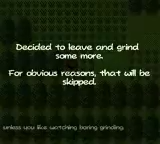 Decided to leave and grind
some more.
For obvious reasons, that will be
skipped.
unless you like watching boring grinding.